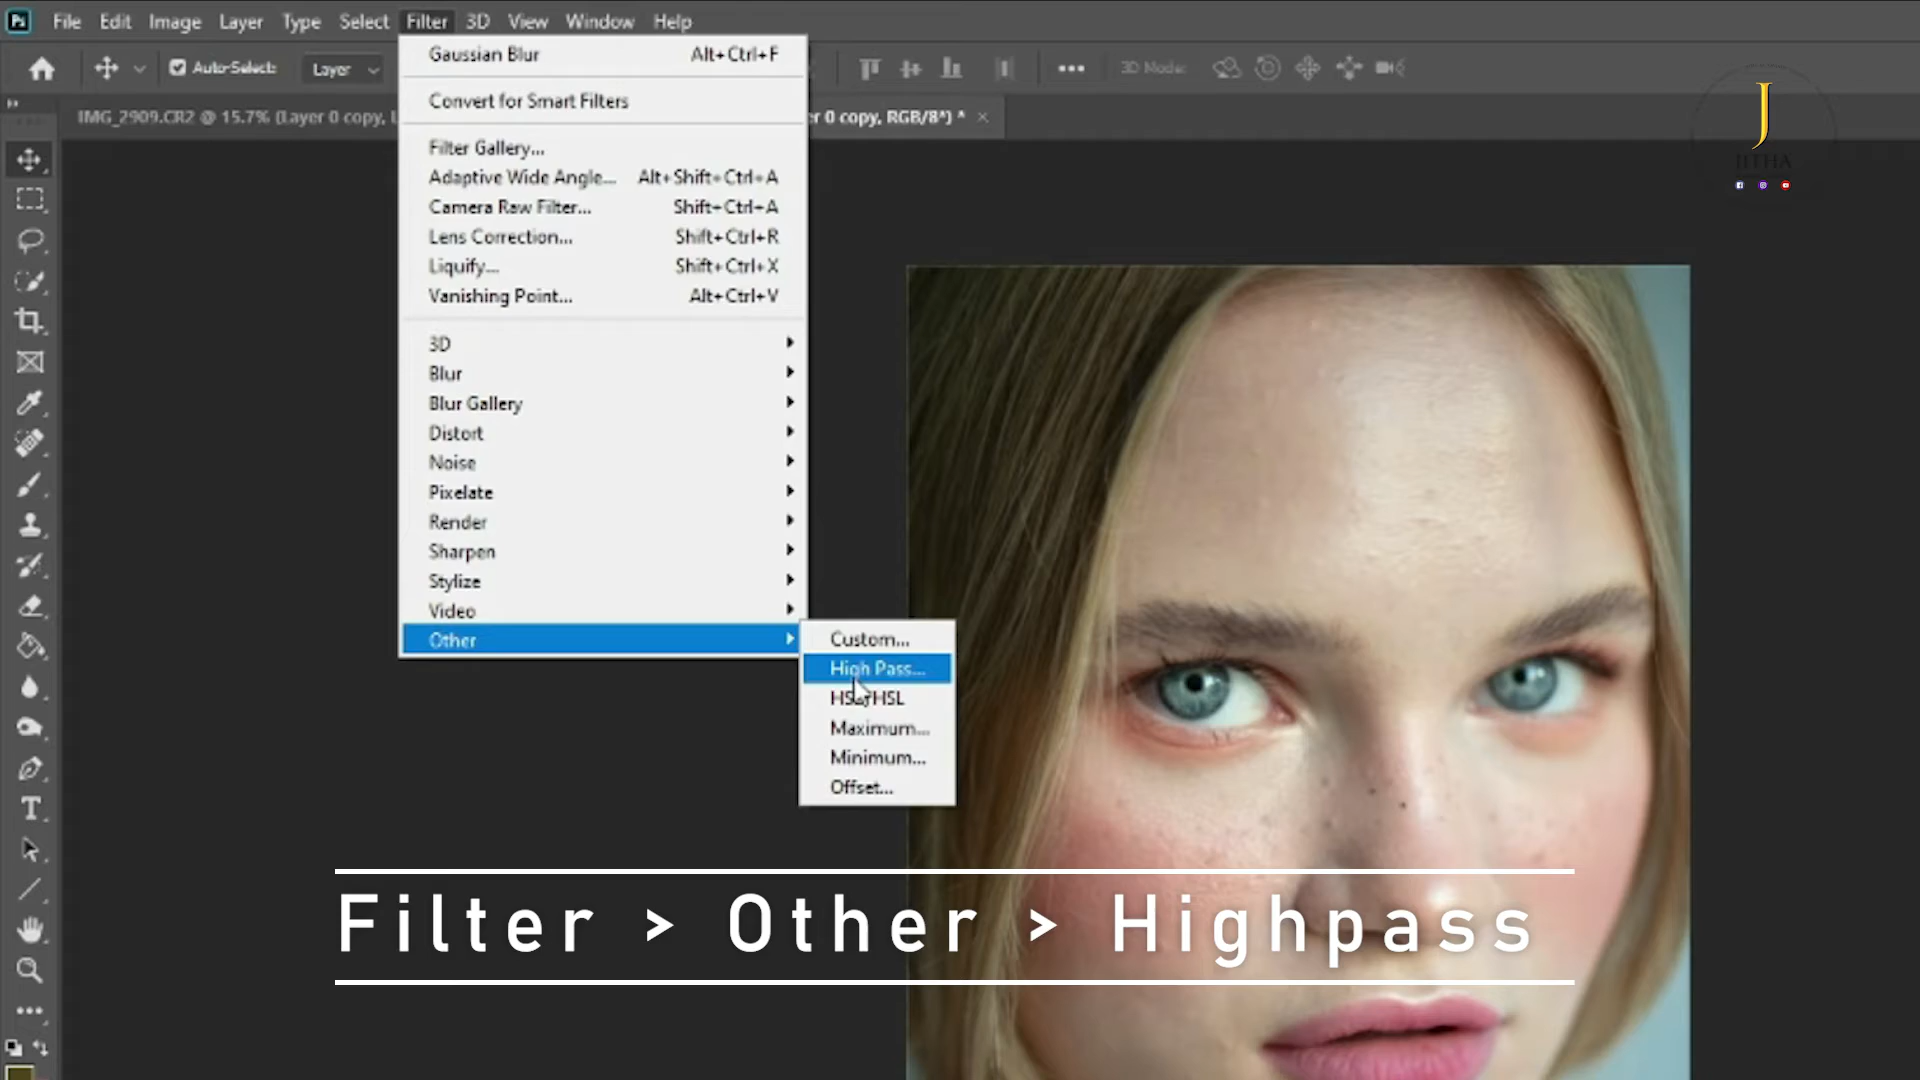 Ps File Edit Image Layer Type Select Filter 3D View Window Help
Auto-Select: Layer
3D Mode:
IMG_2909.CR2 @ 15.7% (Layer 0 copy,
0 copy, RGB/8*) *
Gaussian Blur Alt+Ctrl+F
Convert for Smart Filters
Filter Gallery...
Adaptive Wide Angle... Alt+Shift+Ctrl+A
Camera Raw Filter... Shift+Ctrl+A
Lens Correction... Shift+Ctrl+R
Liquify... Shift+Ctrl+X
Vanishing Point... Alt+Ctrl+V
3D
Blur
Blur Gallery
Distort
Noise
Pixelate
Render
Sharpen
Stylize
Video
Other
Custom...
High Pass...
HSB/HSL
Maximum...
Minimum...
Offset...
J
JITHA
Filter > Other > Highpass